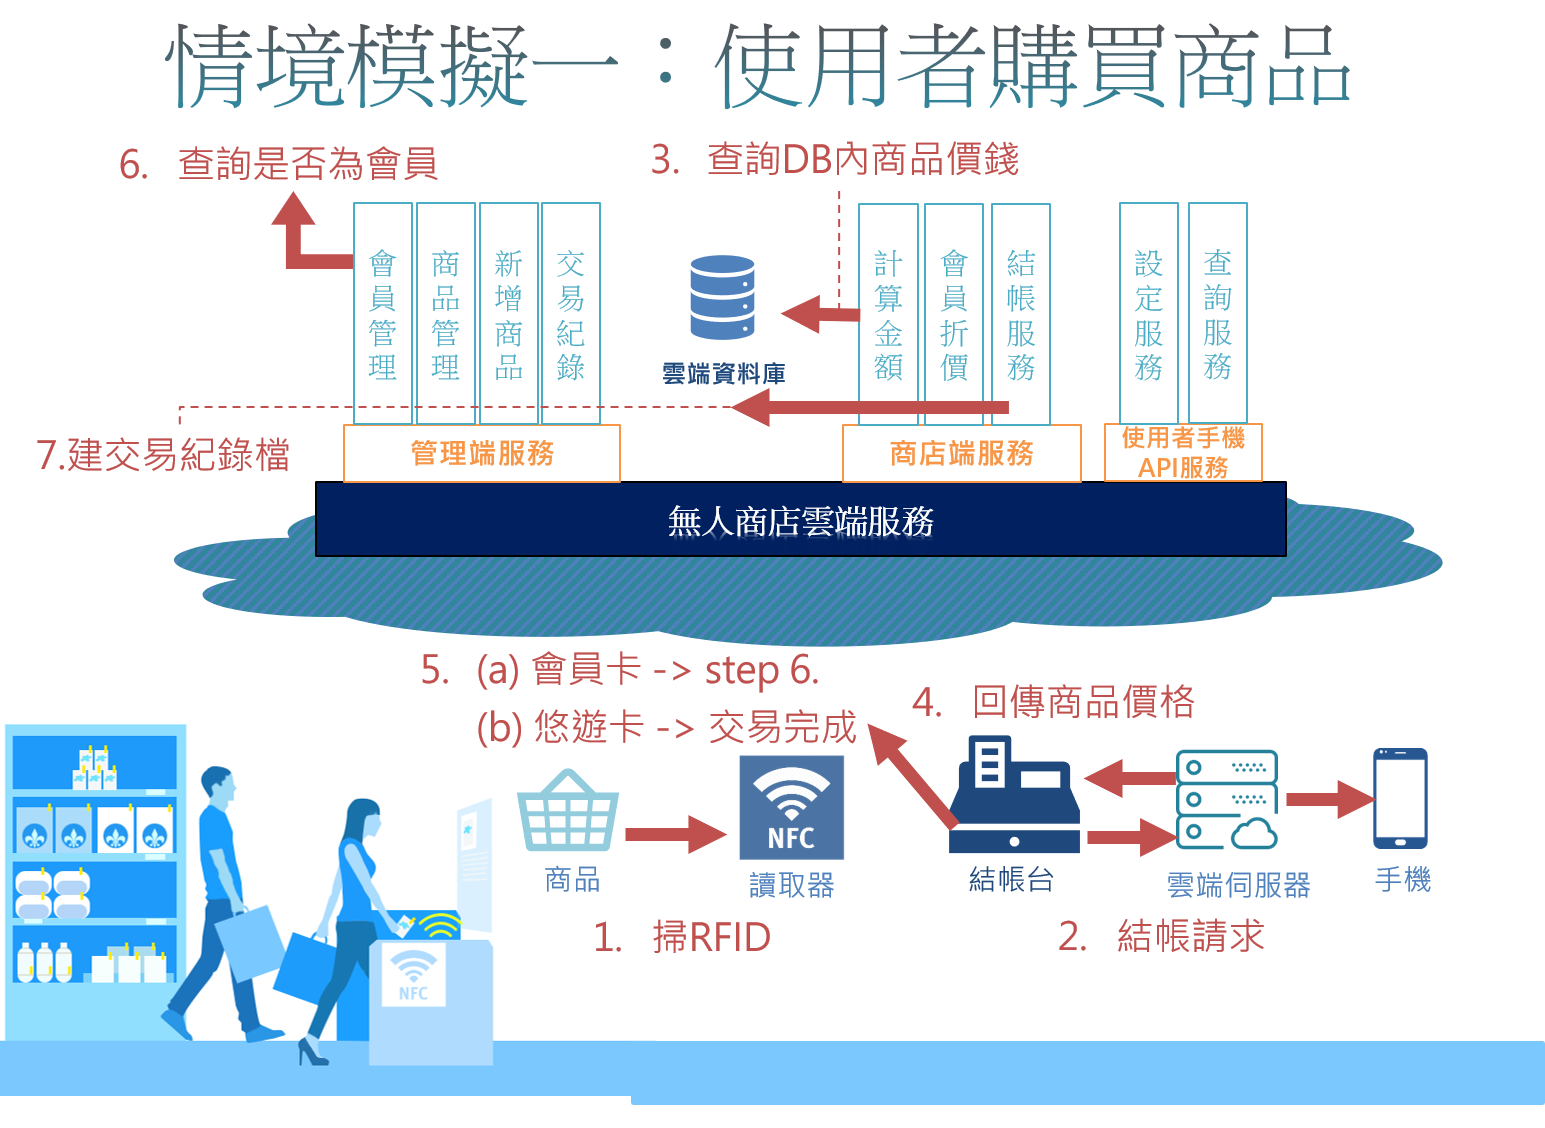 情境模擬一：使用者購買商品
6. 查詢是否為會員
3. 查詢DB內商品價錢
會員管理
商品管理
新增商品
交易紀錄
雲端資料庫
計算金額
會員折價
結帳服務
設定服務
查詢服務
7.建交易紀錄檔
管理端服務
商店端服務
使用者手機
API服務
無人商店雲端服務
5. (a) 會員卡 -> step 6.
(b) 悠遊卡 -> 交易完成
4. 回傳商品價格
NFC
商品
讀取器
結帳台
雲端伺服器
手機
1. 掃RFID
2. 結帳請求
NFC